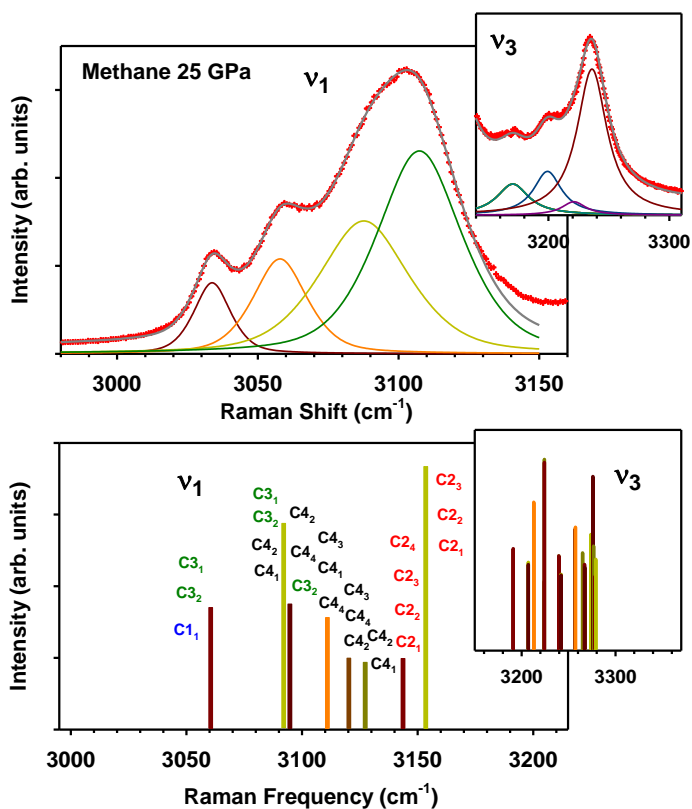 Methane 25 GPa
ν₁
ν₃
Intensity (arb. units)
3200 3300
3000 3050 3100 3150
Raman Shift (cm⁻¹)
ν₁
ν₃
Intensity (arb. units)
C3₁
C3₂
C1₁
C3₁
C3₂
C4₂
C4₁
C4₂
C4₄
C3₂
C4₃
C4₁
C4₄
C4₃
C4₄
C4₂
C4₂
C4₁
C2₄
C2₃
C2₂
C2₁
C2₃
C2₂
C2₁
3200 3300
3000 3050 3100 3150 3200
Raman Frequency (cm⁻¹)